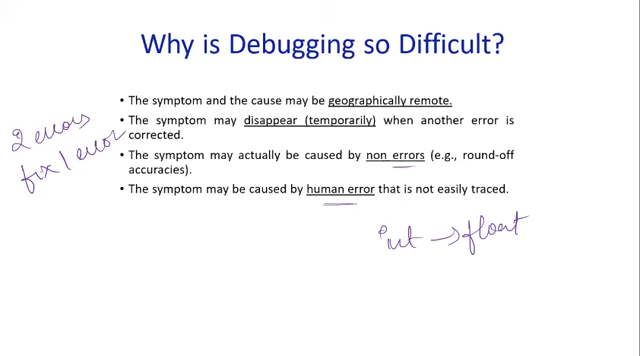 Why is Debugging so Difficult?
• The symptom and the cause may be geographically remote.
• The symptom may disappear (temporarily) when another error is
corrected.
• The symptom may actually be caused by non errors (e.g., round-off
accuracies).
• The symptom may be caused by human error that is not easily traced.
2 errors
fix 1 error
int → float